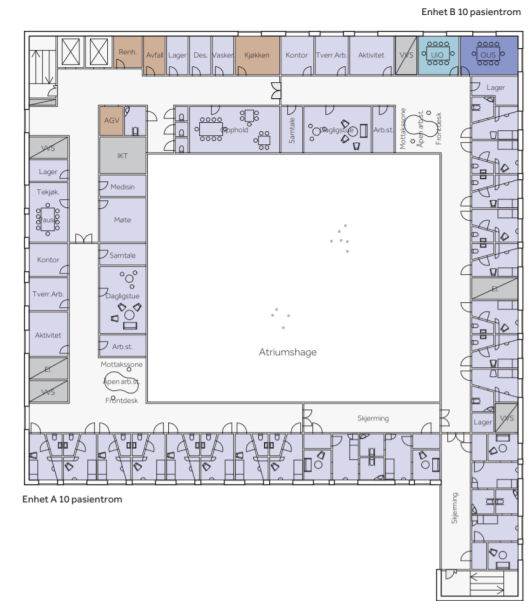 Enhet B 10 pasientrom
Renh.
Avfall
Lager
Des.
Vasker
Kjøkken
Kontor
Tverr.Arb.
Aktivitet
VVS
UiO
OUS
Lager
AGV
Opphold
Samtale
Dagligstue
Arb.st.
Mottakssone
Åpen arb.st.
Frontdesk
VVS
IKT
Lager
Medisin
Tekjøk.
Pause
Møte
Kontor
Samtale
Tverr.Arb.
Dagligstue
El
Aktivitet
Arb.st.
Atriumshage
El
Mottakssone
Åpen arb.st.
VVS
Frontdesk
Skjerming
Lager
VVS
Enhet A 10 pasientrom
Skjerming